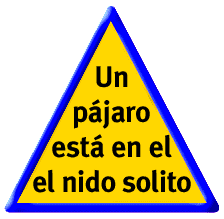 Un
pájaro
está en el
el nido solito